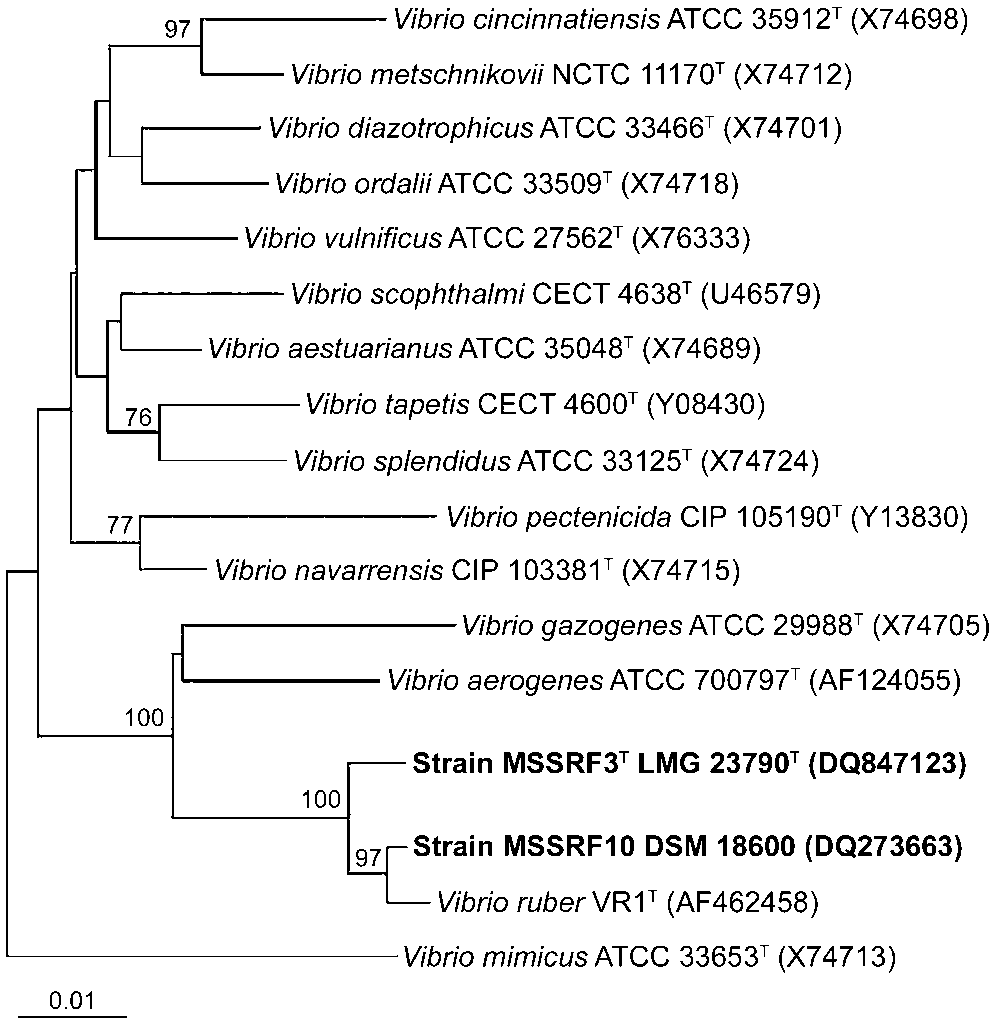 97
Vibrio cincinnatiensis ATCC 35912ᵀ (X74698)
Vibrio metschnikovii NCTC 11170ᵀ (X74712)
Vibrio diazotrophicus ATCC 33466ᵀ (X74701)
Vibrio ordalii ATCC 33509ᵀ (X74718)
Vibrio vulnificus ATCC 27562ᵀ (X76333)
Vibrio scophthalmi CECT 4638ᵀ (U46579)
Vibrio aestuarianus ATCC 35048ᵀ (X74689)
76
Vibrio tapetis CECT 4600ᵀ (Y08430)
Vibrio splendidus ATCC 33125ᵀ (X74724)
77
Vibrio pectenicida CIP 105190ᵀ (Y13830)
Vibrio navarrensis CIP 103381ᵀ (X74715)
Vibrio gazogenes ATCC 29988ᵀ (X74705)
Vibrio aerogenes ATCC 700797ᵀ (AF124055)
100
Strain MSSRF3ᵀ LMG 23790ᵀ (DQ847123)
100
Strain MSSRF10 DSM 18600 (DQ273663)
97
Vibrio ruber VR1ᵀ (AF462458)
Vibrio mimicus ATCC 33653ᵀ (X74713)
0.01